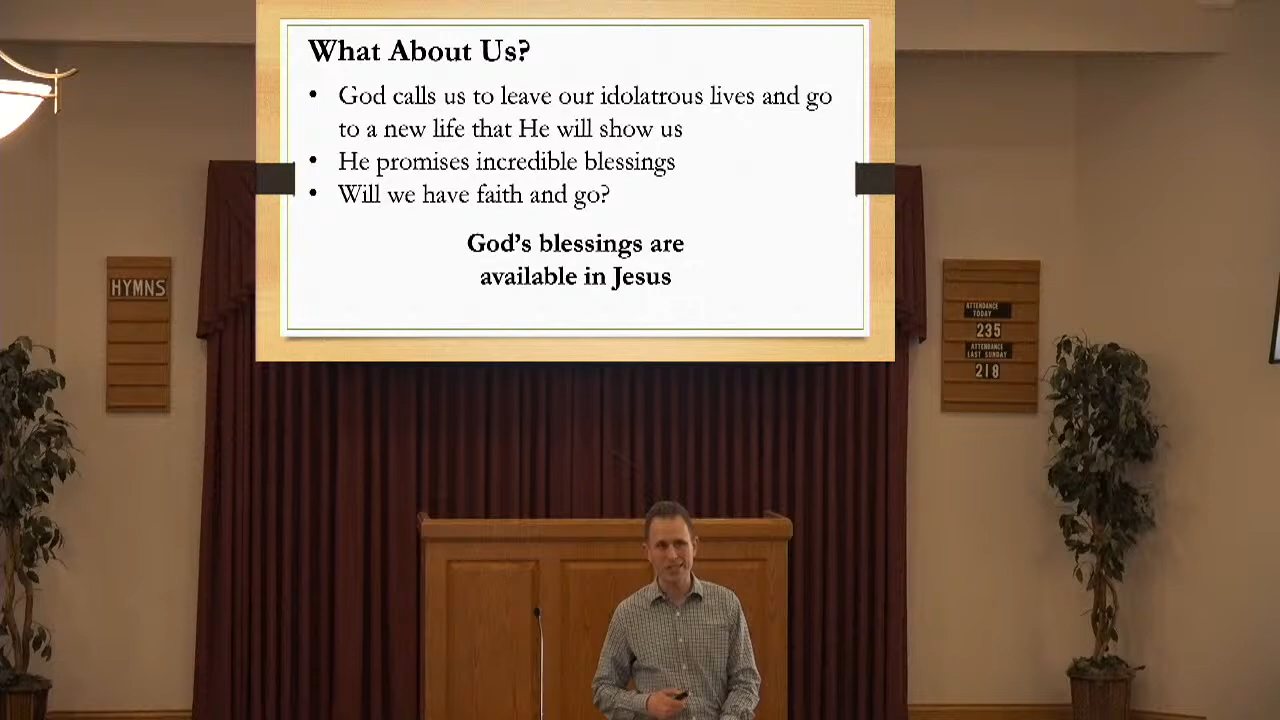 What About Us?
• God calls us to leave our idolatrous lives and go
to a new life that He will show us
• He promises incredible blessings
• Will we have faith and go?
God's blessings are
available in Jesus
HYMNS
ATTENDANCE
TODAY
235
ATTENDANCE
LAST SUNDAY
218